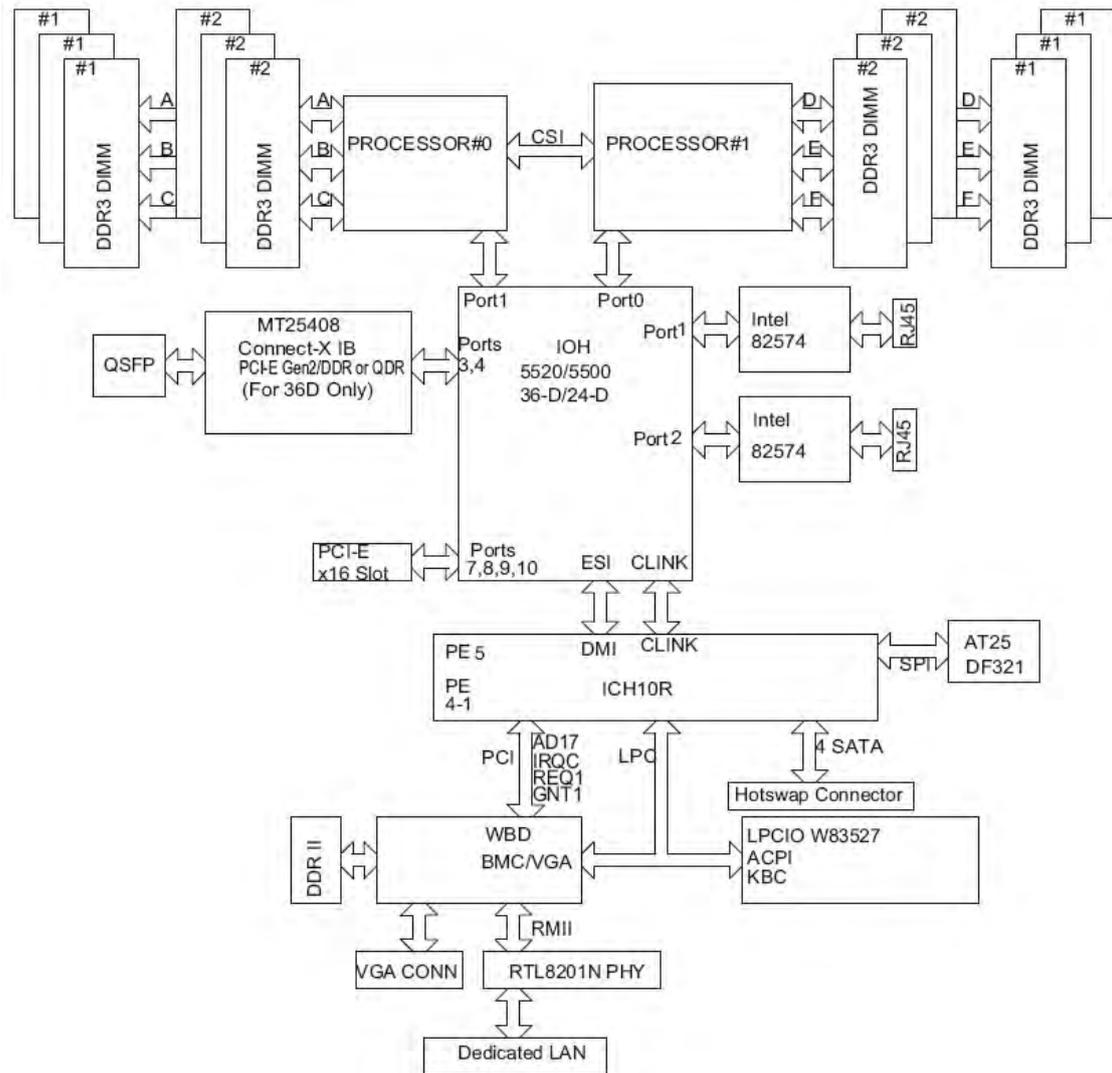 #1
#2
#2
#1
#1
#2
#2
#1
#1
#2
#2
#1
A
A
D
D
B
B
E
E
C
C
F
F
DDR3 DIMM
DDR3 DIMM
PROCESSOR#0
CSI
PROCESSOR#1
DDR3 DIMM
DDR3 DIMM
Port1
Port0
MT25408
Connect-X IB
PCI-E Gen2/DDR or QDR
(For 36D Only)
QSFP
Ports
3,4
IOH
5520/5500
36-D/24-D
Port1
Intel
82574
RJ45
Port2
Intel
82574
RJ45
PCI-E
x16 Slot
Ports
7,8,9,10
ESI
CLINK
PE5
DMI
CLINK
PE
4-1
ICH10R
SPI
AT25
DF321
PCI
AD17
IRQC
REQ1
GNT1
LPC
4 SATA
Hotswap Connector
DDR II
WBD
BMC/VGA
LPCIO W83527
ACPI
KBC
RMII
VGA CONN
RTL8201N PHY
Dedicated LAN